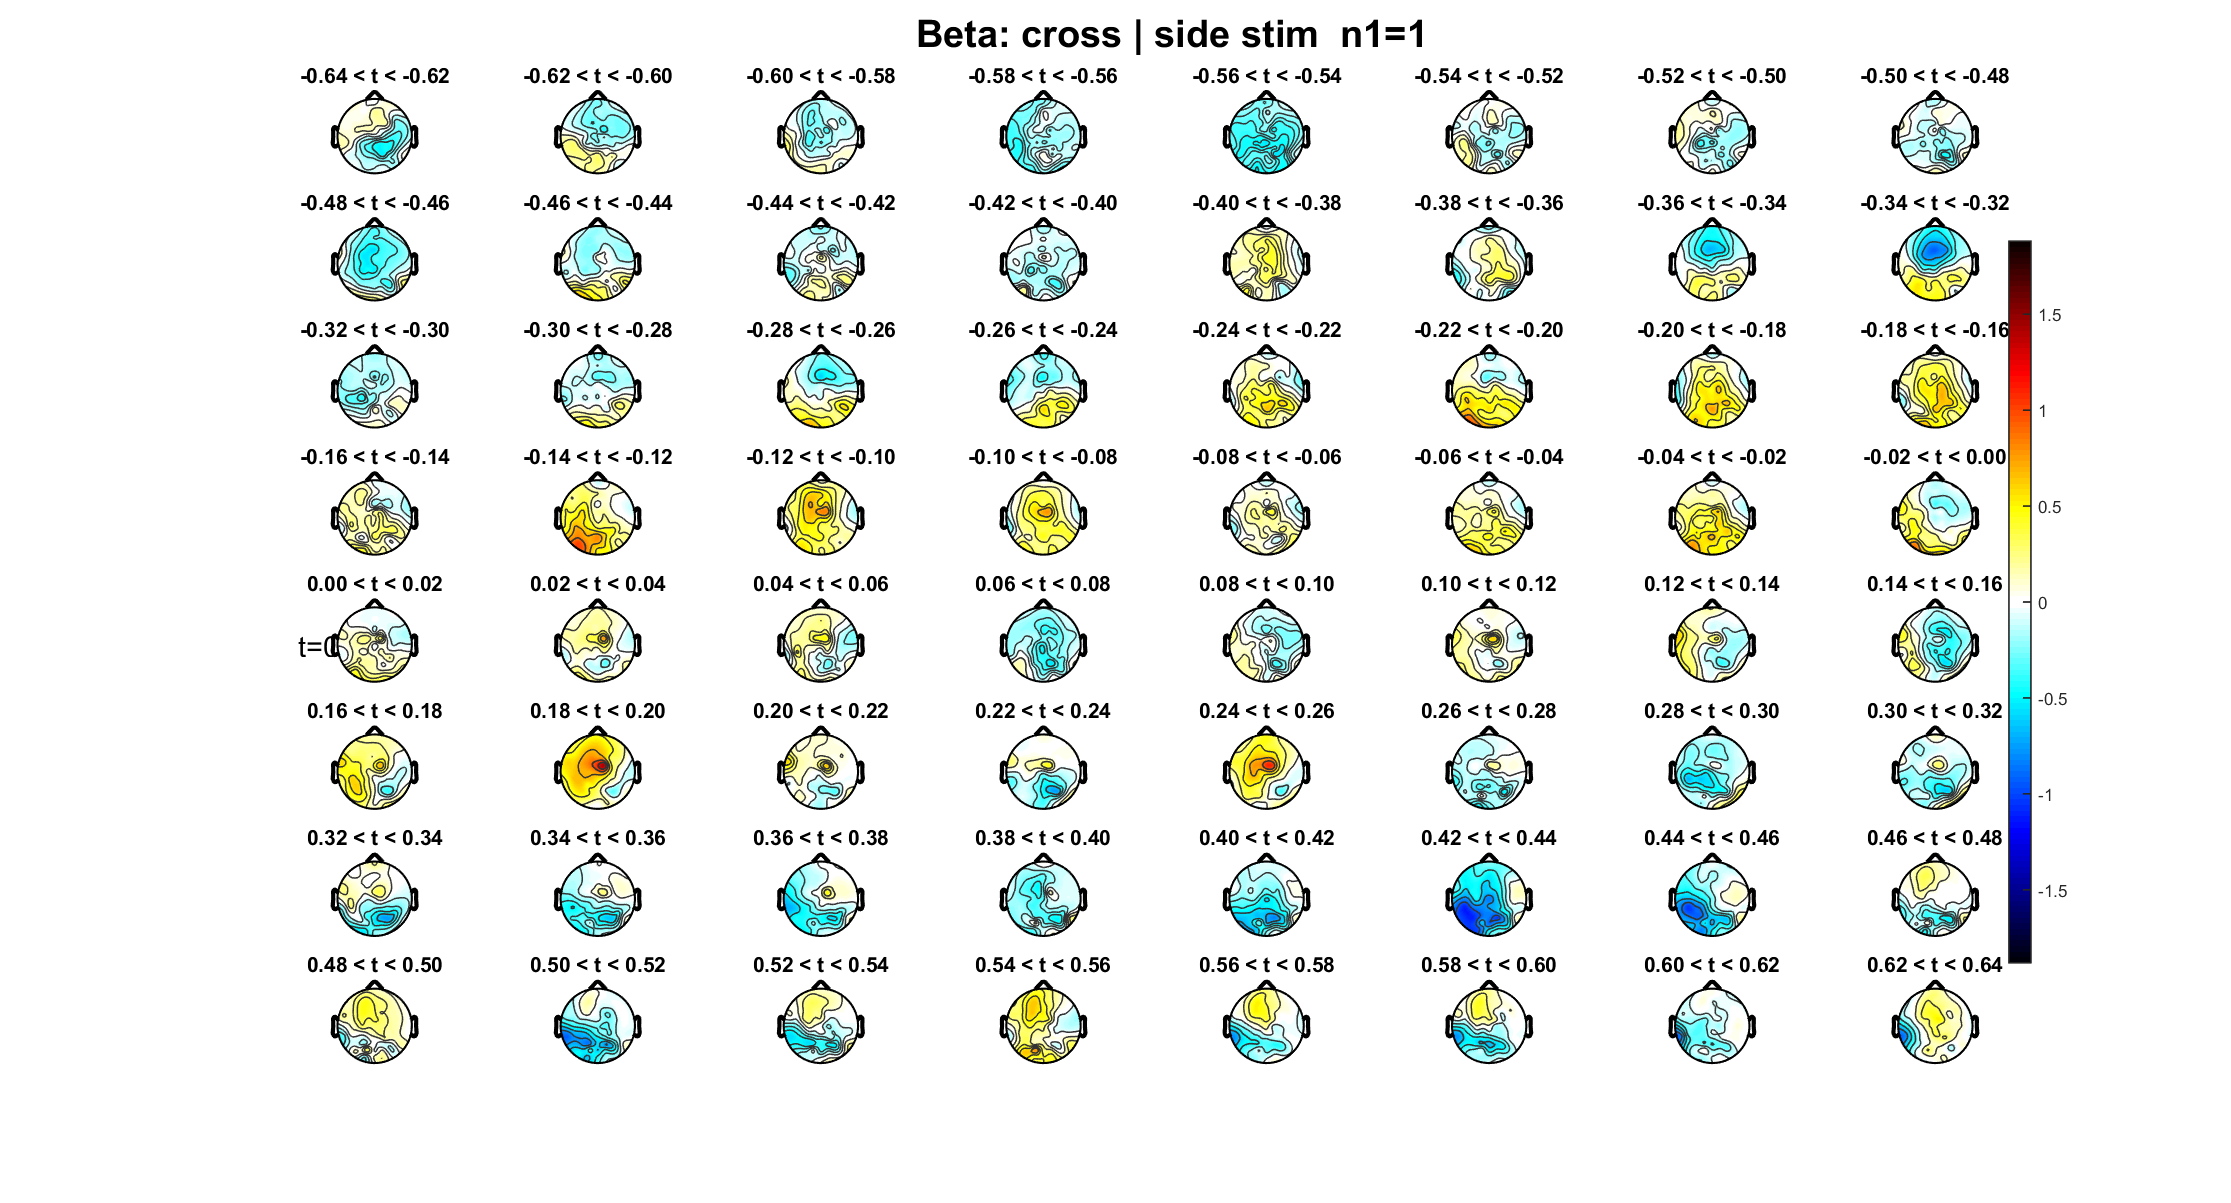 Beta: cross | side stim  n1=1
-0.64 < t < -0.62
-0.62 < t < -0.60
-0.60 < t < -0.58
-0.58 < t < -0.56
-0.56 < t < -0.54
-0.54 < t < -0.52
-0.52 < t < -0.50
-0.50 < t < -0.48
-0.48 < t < -0.46
-0.46 < t < -0.44
-0.44 < t < -0.42
-0.42 < t < -0.40
-0.40 < t < -0.38
-0.38 < t < -0.36
-0.36 < t < -0.34
-0.34 < t < -0.32
-0.32 < t < -0.30
-0.30 < t < -0.28
-0.28 < t < -0.26
-0.26 < t < -0.24
-0.24 < t < -0.22
-0.22 < t < -0.20
-0.20 < t < -0.18
-0.18 < t < -0.16
-0.16 < t < -0.14
-0.14 < t < -0.12
-0.12 < t < -0.10
-0.10 < t < -0.08
-0.08 < t < -0.06
-0.06 < t < -0.04
-0.04 < t < -0.02
-0.02 < t < 0.00
0.00 < t < 0.02
0.02 < t < 0.04
0.04 < t < 0.06
0.06 < t < 0.08
0.08 < t < 0.10
0.10 < t < 0.12
0.12 < t < 0.14
0.14 < t < 0.16
t=0
0.16 < t < 0.18
0.18 < t < 0.20
0.20 < t < 0.22
0.22 < t < 0.24
0.24 < t < 0.26
0.26 < t < 0.28
0.28 < t < 0.30
0.30 < t < 0.32
0.32 < t < 0.34
0.34 < t < 0.36
0.36 < t < 0.38
0.38 < t < 0.40
0.40 < t < 0.42
0.42 < t < 0.44
0.44 < t < 0.46
0.46 < t < 0.48
0.48 < t < 0.50
0.50 < t < 0.52
0.52 < t < 0.54
0.54 < t < 0.56
0.56 < t < 0.58
0.58 < t < 0.60
0.60 < t < 0.62
0.62 < t < 0.64
1.5
1
0.5
0
-0.5
-1
-1.5